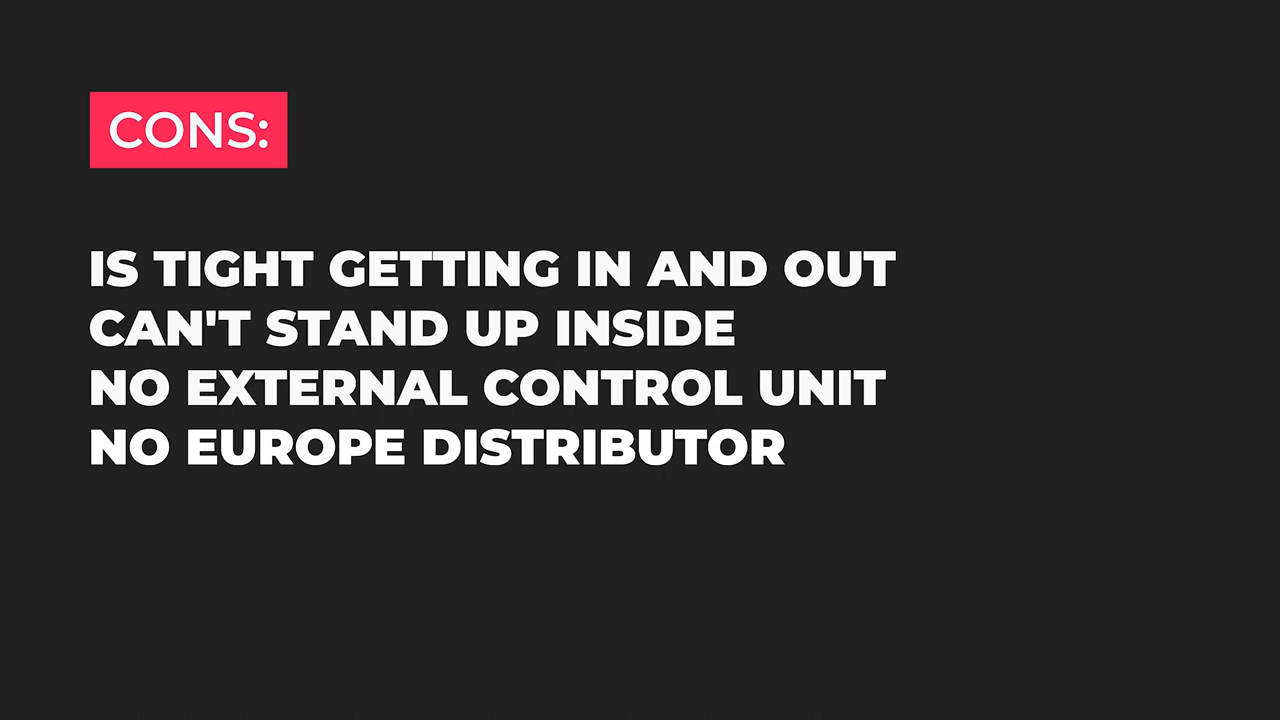 CONS:
IS TIGHT GETTING IN AND OUT
CAN'T STAND UP INSIDE
NO EXTERNAL CONTROL UNIT
NO EUROPE DISTRIBUTOR